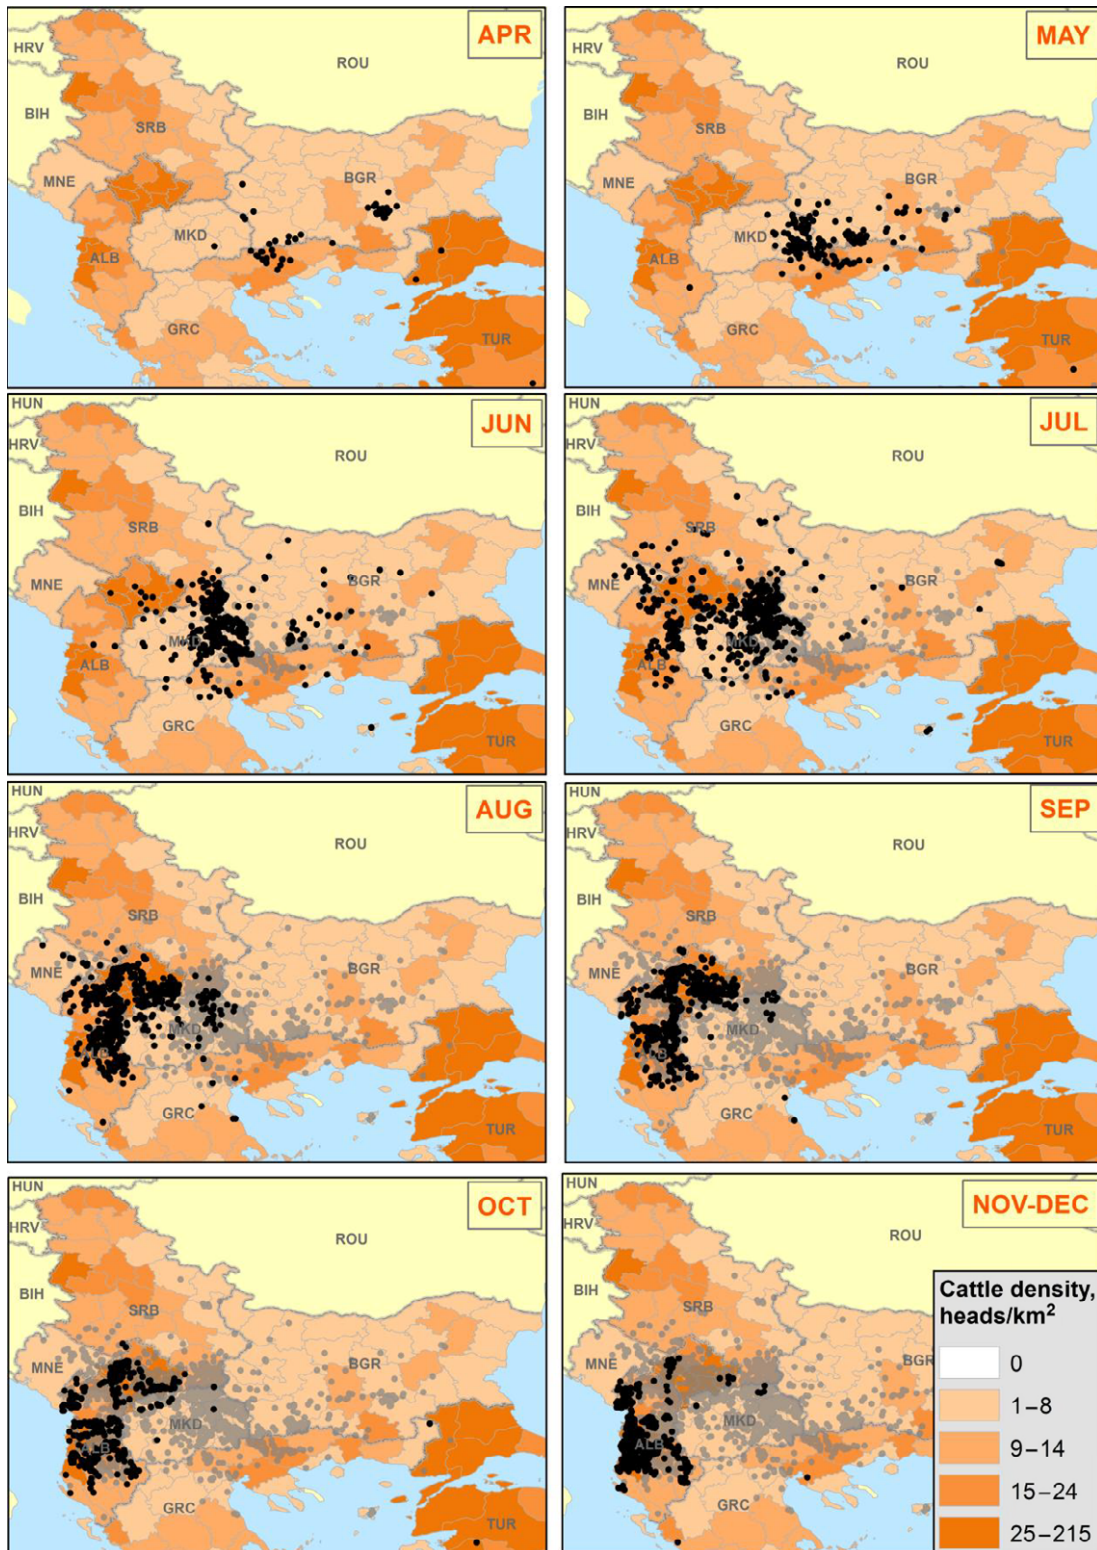 APR
HRV
ROU
BIH
SRB
MNE
BGR
MKD
ALB
GRC
TUR
MAY
HRV
ROU
BIH
SRB
MNE
BGR
MKD
ALB
GRC
TUR
HUN
JUN
HRV
ROU
BIH
SRB
MNE
BGR
MKD
ALB
GRC
TUR
HUN
JUL
HRV
ROU
BIH
SRB
MNE
BGR
MKD
ALB
GRC
TUR
HUN
AUG
HRV
ROU
BIH
SRB
MNE
BGR
MKD
ALB
GRC
TUR
HUN
SEP
HRV
ROU
BIH
SRB
MNE
BGR
MKD
ALB
GRC
TUR
HUN
OCT
HRV
ROU
BIH
SRB
MNE
BGR
MKD
ALB
GRC
TUR
HUN
NOV-DEC
HRV
ROU
BIH
SRB
MNE
BGR
MKD
ALB
GRC
Cattle density,
heads/km²
0
1–8
9–14
15–24
25–215